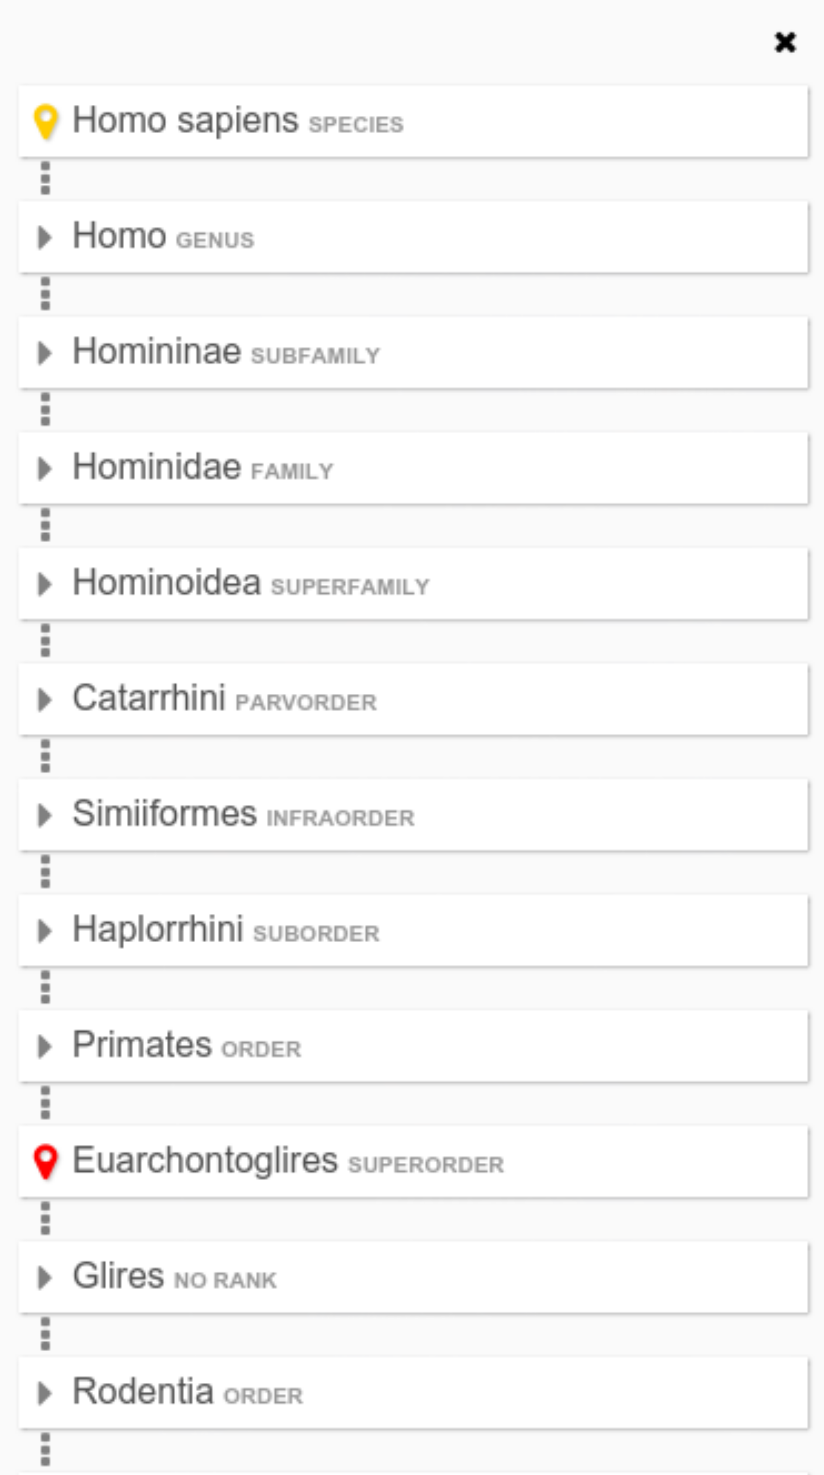 Homo sapiens SPECIES
Homo GENUS
Homininae SUBFAMILY
Hominidae FAMILY
Hominoidea SUPERFAMILY
Catarrhini PARVORDER
Simiiformes INFRAORDER
Haplorrhini SUBORDER
Primates ORDER
Euarchontoglires SUPERORDER
Glires NO RANK
Rodentia ORDER